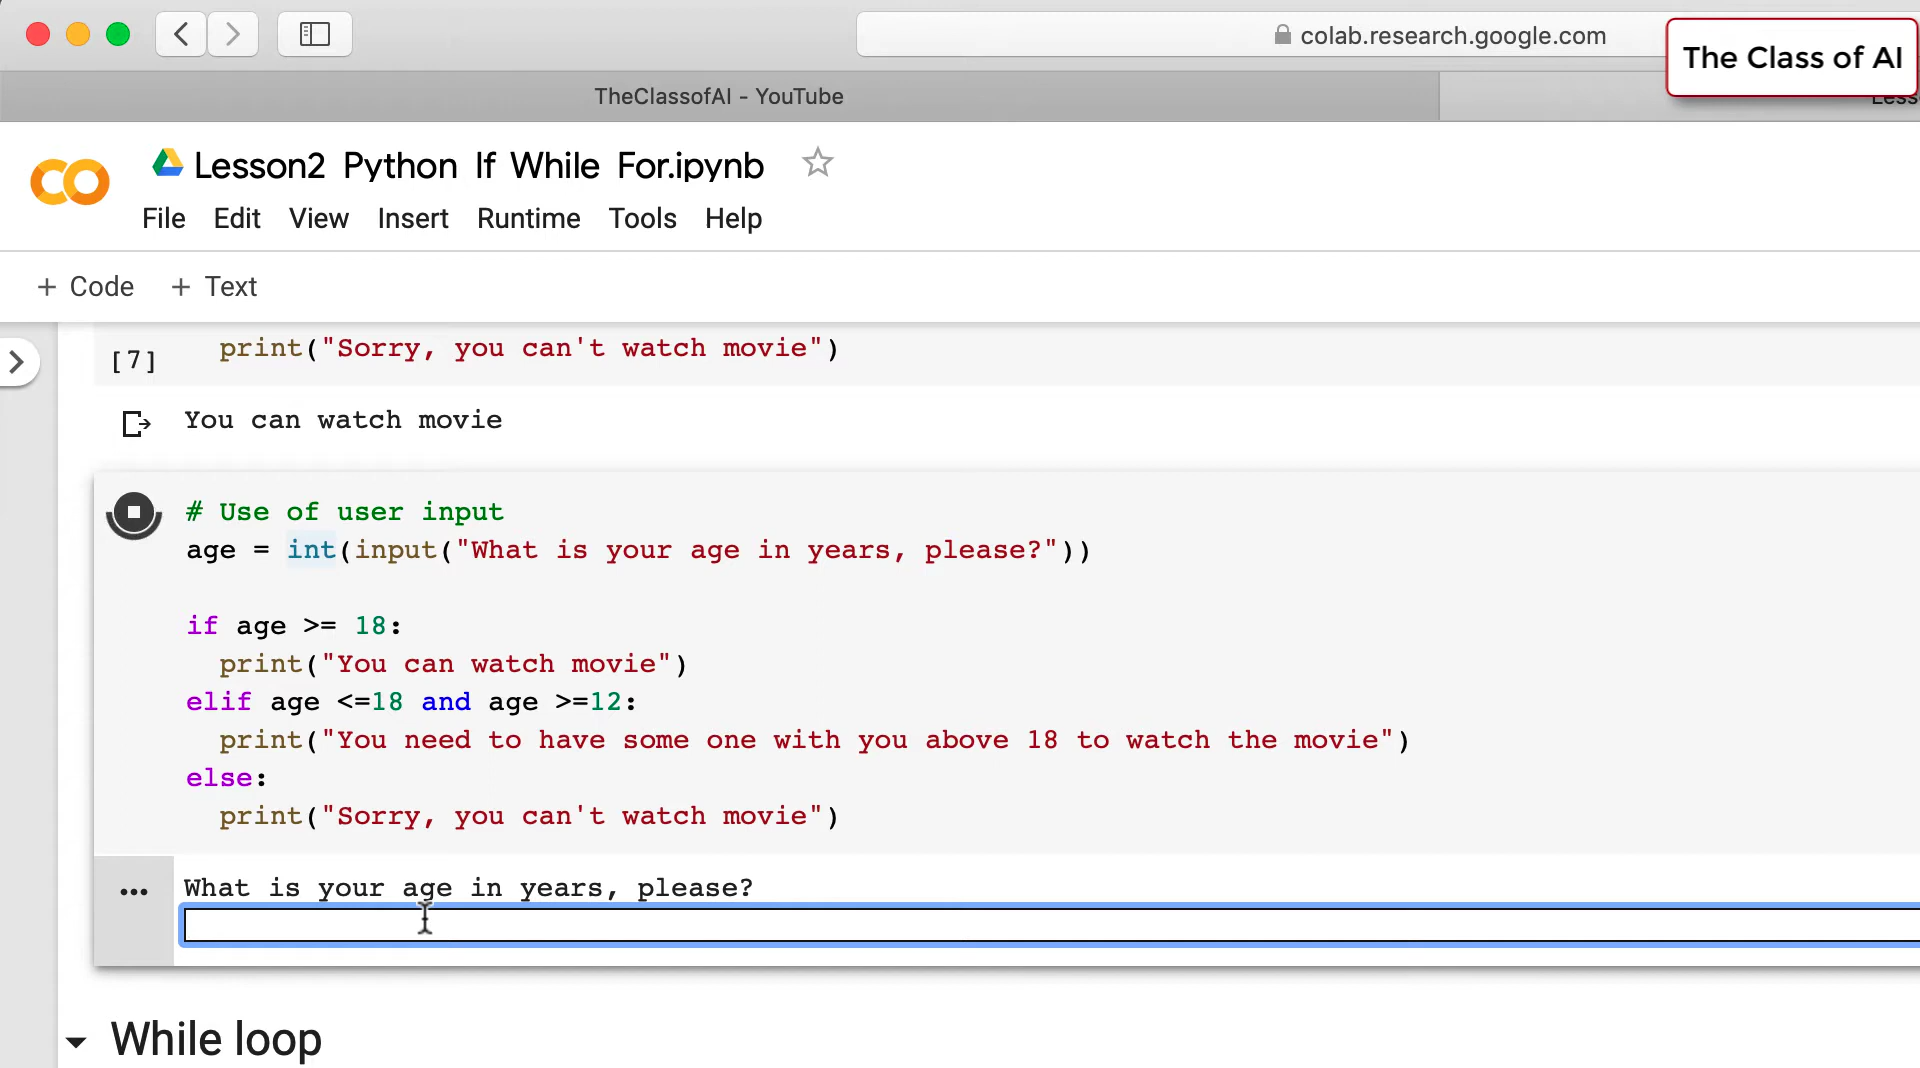 colab.research.google.com
The Class of AI
TheClassofAI - YouTube
Lesson2 Python If While For.ipynb
File Edit View Insert Runtime Tools Help
+ Code + Text
[7] print("Sorry, you can't watch movie")
You can watch movie
# Use of user input
age = int(input("What is your age in years, please?"))
if age >= 18:
print("You can watch movie")
elif age <=18 and age >=12:
print("You need to have some one with you above 18 to watch the movie")
else:
print("Sorry, you can't watch movie")
What is your age in years, please?
While loop